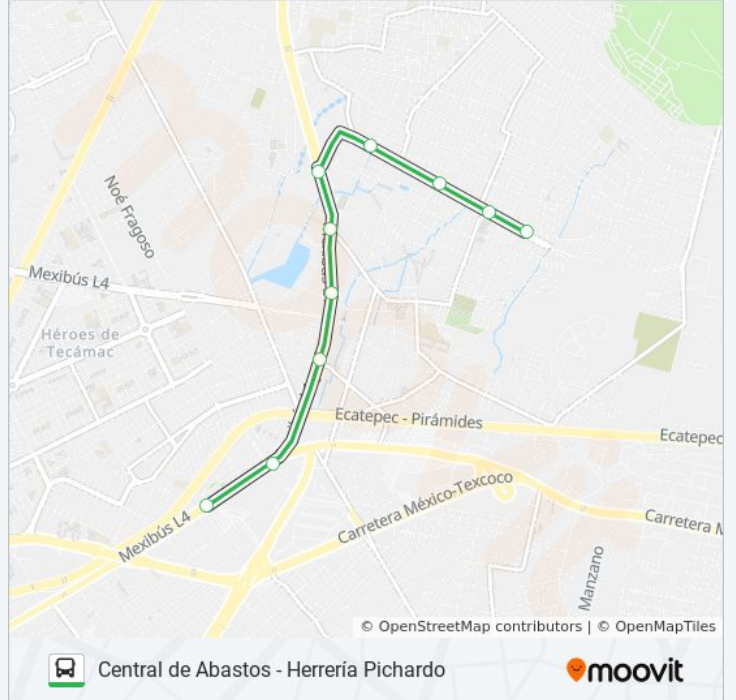 Noé Fragoso
Mexibús L4
Héroes de
Tecámac
Ecatepec - Pirámides
Ecatepec
Carretera México-Texcoco
Carretera M
Mexibús L4
Manzano
© OpenStreetMap contributors | © OpenMapTiles
Central de Abastos - Herrería Pichardo
moovit